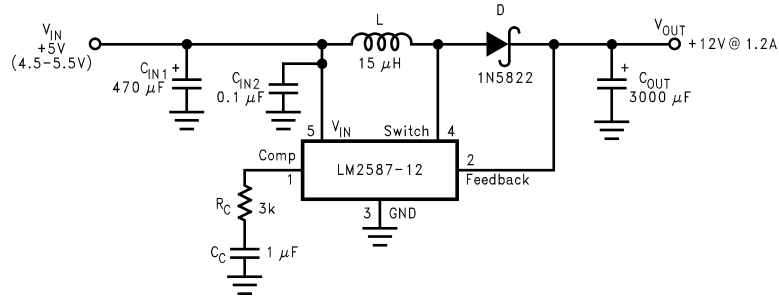 V_IN
+5V
(4.5-5.5V)
C_IN1 +
470 μF
C_IN2
0.1 μF
L
15 μH
D
1N5822
V_OUT
+12V@ 1.2A
+
C_OUT
3000 μF
5 V_IN Switch 4
Comp
1
LM2587-12
2
Feedback
3 GND
R_C 3k
C_C 1 μF